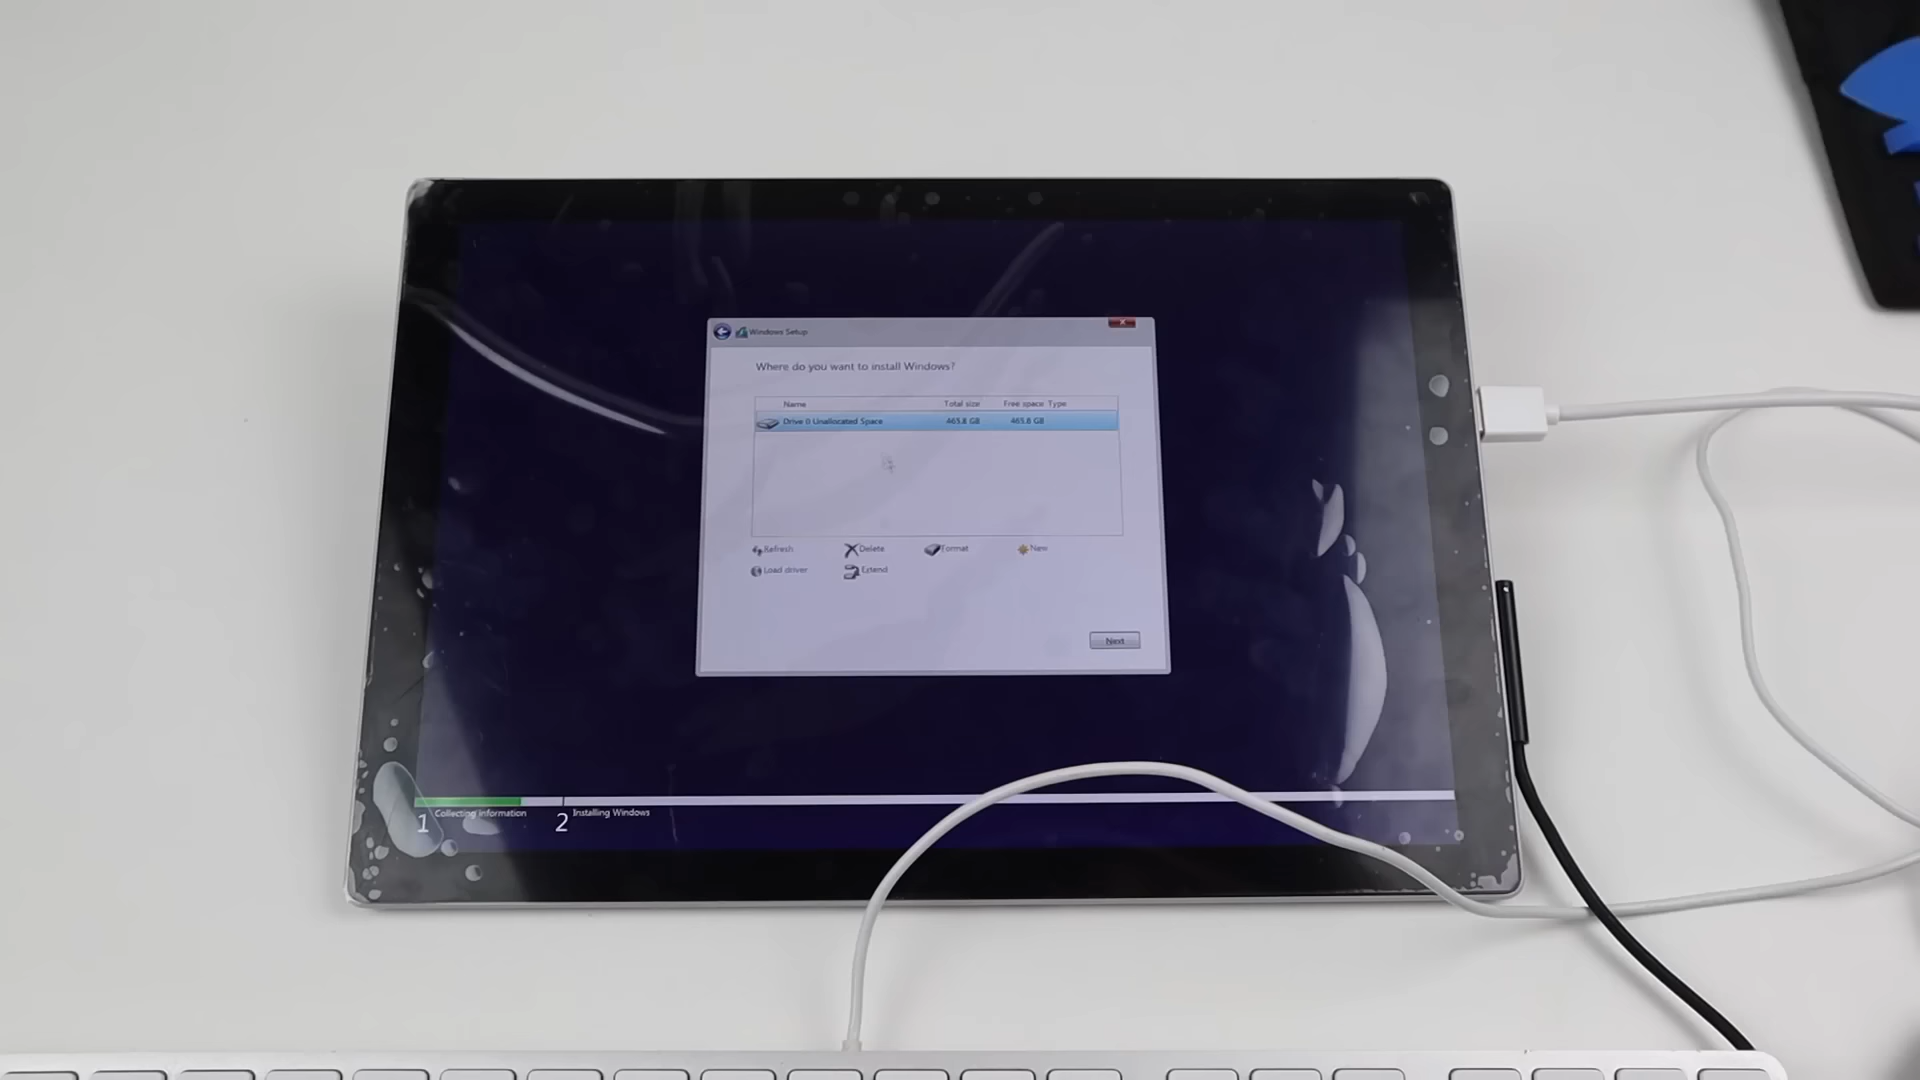 Windows Setup
Where do you want to install Windows?
Name Total size Free space Type
Drive 0 Unallocated Space 465.8 GB 465.8 GB
Refresh Delete Format New
Load driver Extend
Next
1 Collecting information 2 Installing Windows